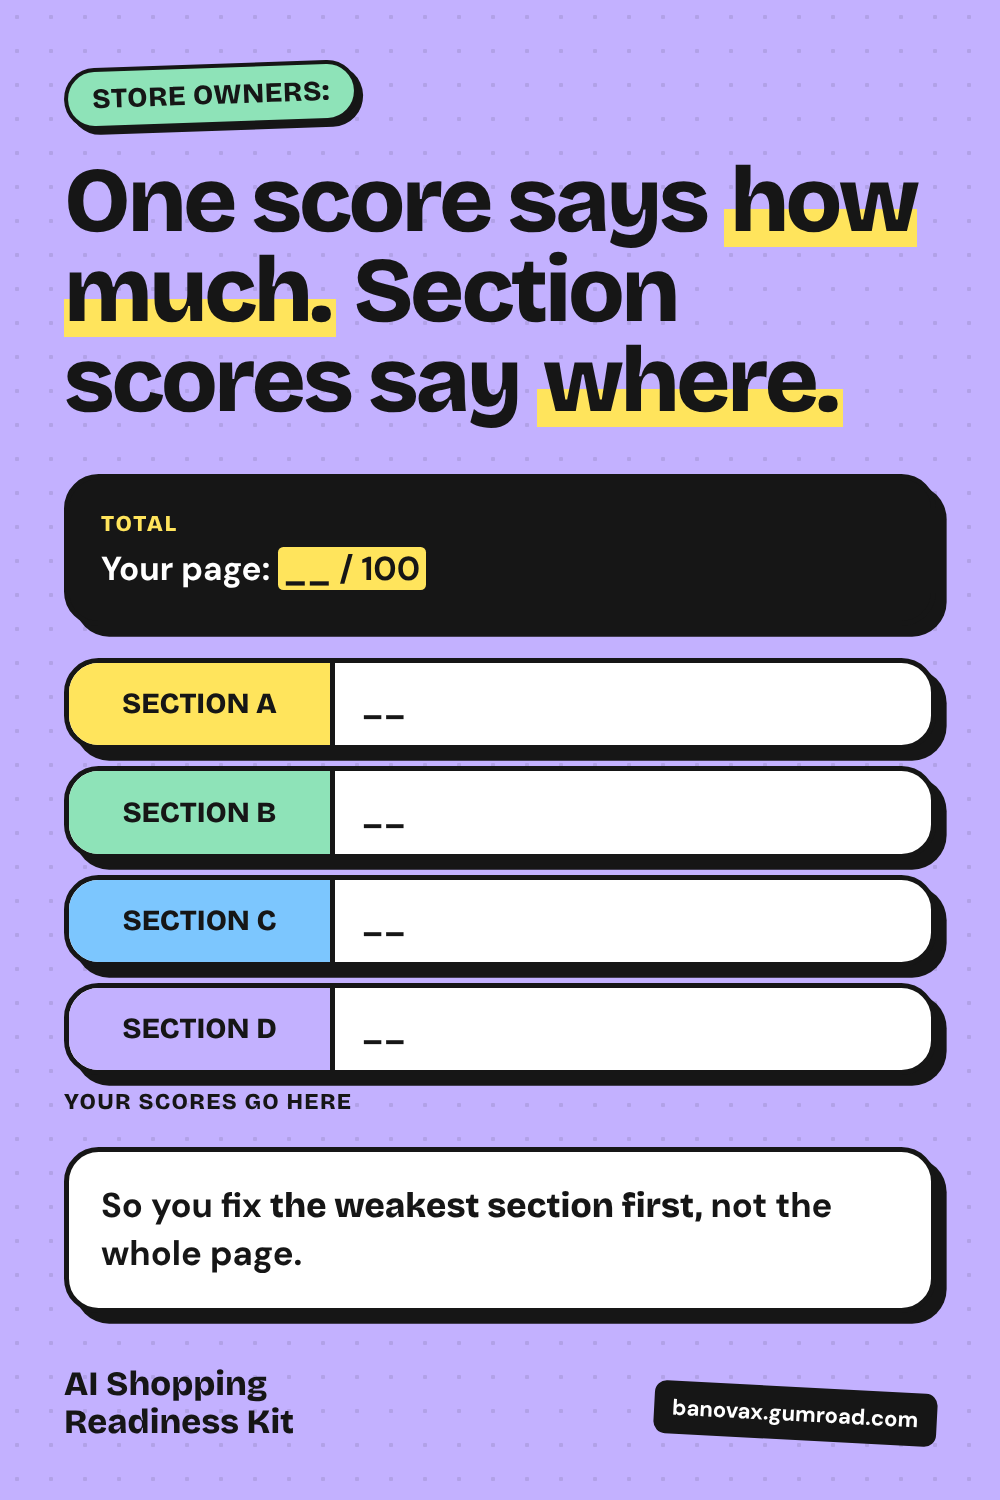 STORE OWNERS:
One score says how
much. Section
scores say where.
TOTAL
Your page: __ / 100
SECTION A __
SECTION B __
SECTION C __
SECTION D __
YOUR SCORES GO HERE
So you fix the weakest section first, not the
whole page.
AI Shopping
Readiness Kit
banovax.gumroad.com